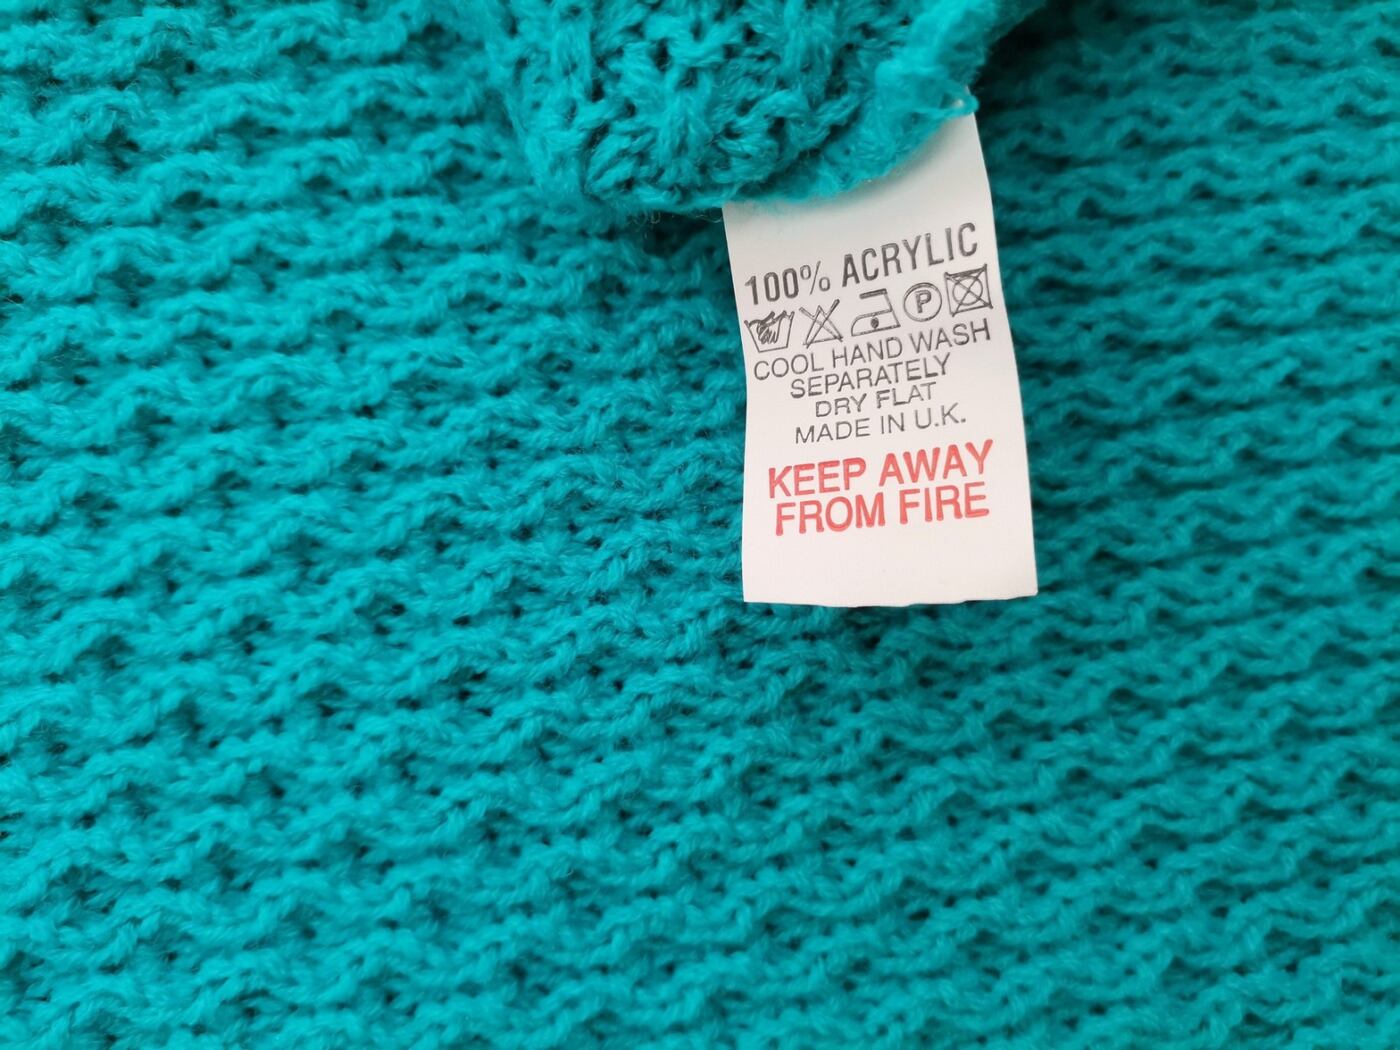 100% ACRYLIC
P
COOL HAND WASH
SEPARATELY
DRY FLAT
MADE IN U.K.
KEEP AWAY
FROM FIRE